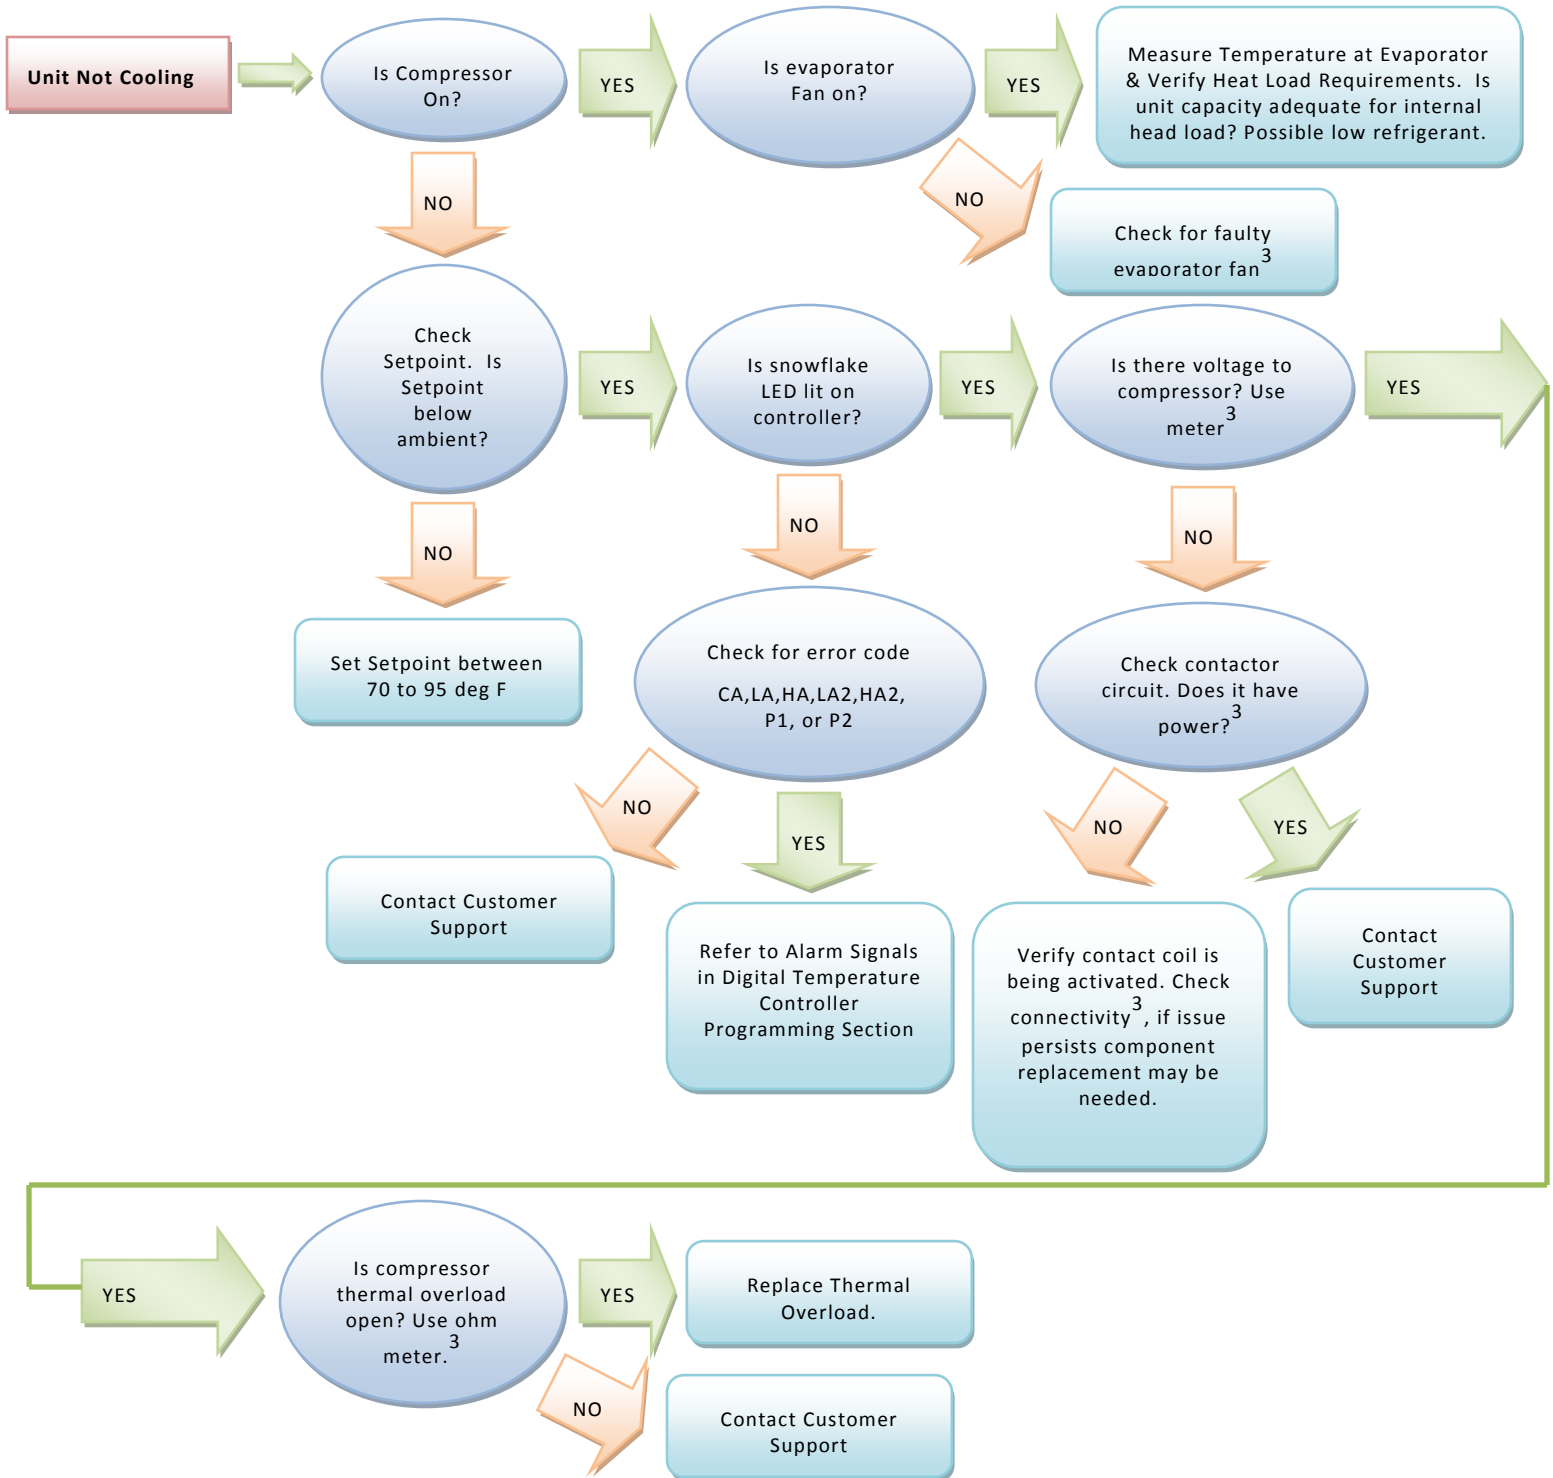 Unit Not Cooling
Is Compressor
On?
YES
Is evaporator
Fan on?
YES
Measure Temperature at Evaporator
& Verify Heat Load Requirements. Is
unit capacity adequate for internal
head load? Possible low refrigerant.
NO
NO
Check for faulty
evaporator fan3
Check
Setpoint. Is
Setpoint
below
ambient?
YES
Is snowflake
LED lit on
controller?
YES
Is there voltage to
compressor? Use
meter3
YES
NO
NO
NO
Set Setpoint between
70 to 95 deg F
Check for error code
CA,LA,HA,LA2,HA2,
P1, or P2
Check contactor
circuit. Does it have
power?3
NO
YES
NO
YES
Contact Customer
Support
Refer to Alarm Signals
in Digital Temperature
Controller
Programming Section
Verify contact coil is
being activated. Check
connectivity3, if issue
persists component
replacement may be
needed.
Contact
Customer
Support
YES
Is compressor
thermal overload
open? Use ohm
meter.3
YES
Replace Thermal
Overload.
NO
Contact Customer
Support